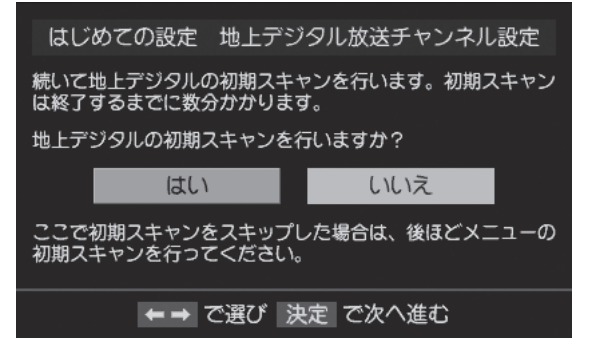 はじめての設定　地上デジタル放送チャンネル設定
続いて地上デジタルの初期スキャンを行います。初期スキャン
は終了するまでに数分かかります。
地上デジタルの初期スキャンを行いますか？
はい　いいえ
ここで初期スキャンをスキップした場合は、後ほどメニューの
初期スキャンを行ってください。
⬅➡ で選び 決定 で次へ進む